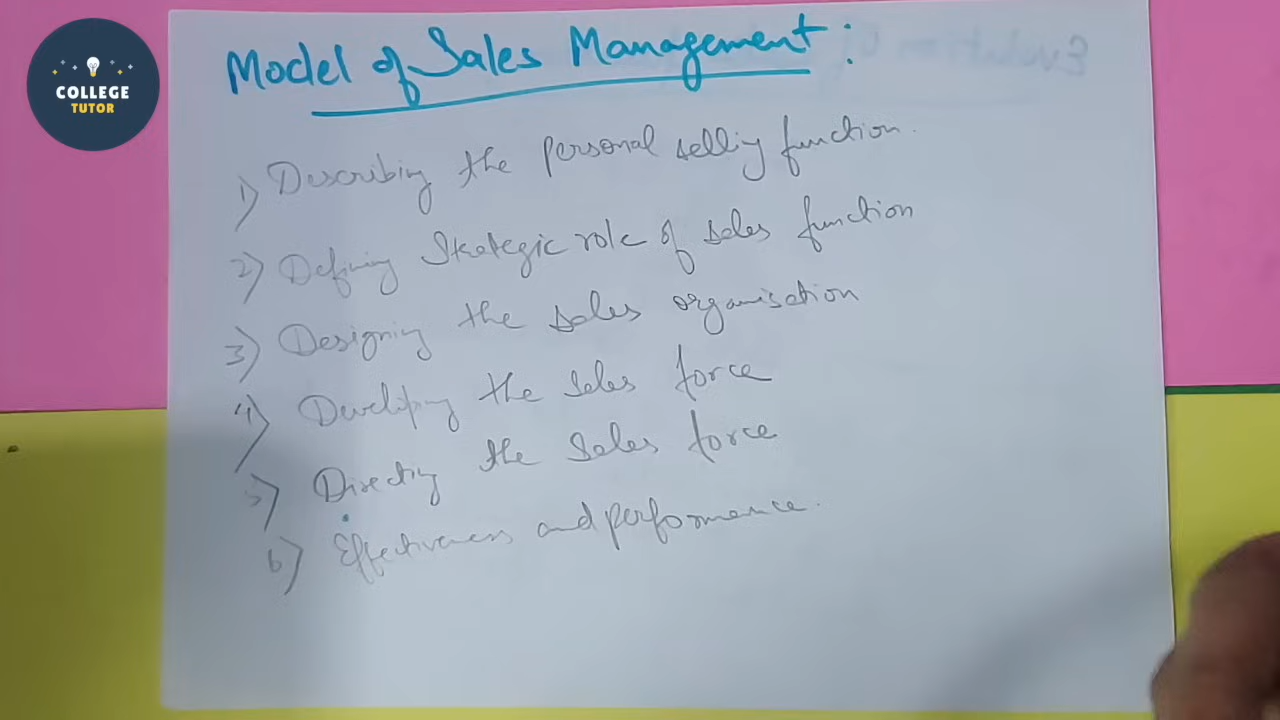 COLLEGE
TUTOR
Model of Sales Management :
1) Describing the personal selling function.
2) Defining Strategic role of sales function
3) Designing the sales organisation
4) Developing the sales force
5) Directing the sales force
6) Effectiveness and performance.